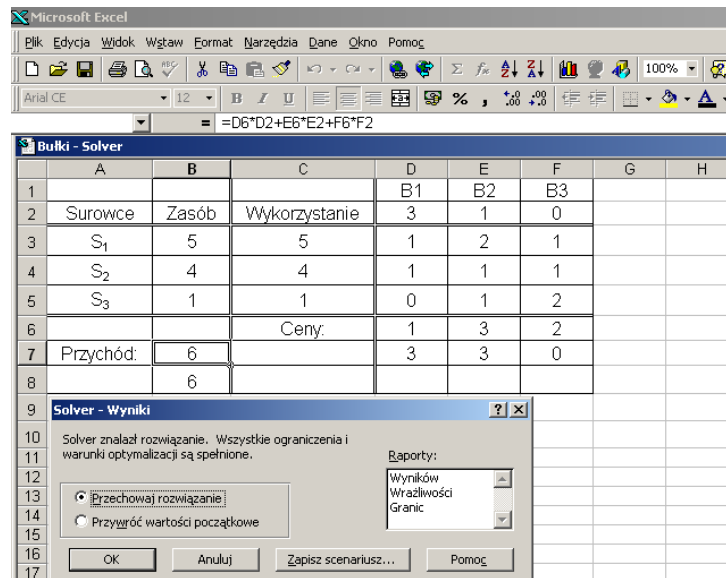 Microsoft Excel
Plik Edycja Widok Wstaw Format Narzędzia Dane Okno Pomoc
100%
Arial CE 12 B I U % ,
= =D6*D2+E6*E2+F6*F2
Bułki - Solver
A B C D E F G H
1 B1 B2 B3
2 Surowce Zasób Wykorzystanie 3 1 0
3 S₁ 5 5 1 2 1
4 S₂ 4 4 1 1 1
5 S₃ 1 1 0 1 2
6 Ceny: 1 3 2
7 Przychód: 6 3 3 0
8 6
9
10
11
12
13
14
15
16
17
Solver - Wyniki
Solver znalazł rozwiązanie. Wszystkie ograniczenia i
warunki optymalizacji są spełnione.
Raporty:
Wyników
Wrażliwości
Granic
Przechowaj rozwiązanie
Przywróć wartości początkowe
OK Anuluj Zapisz scenariusz... Pomoc